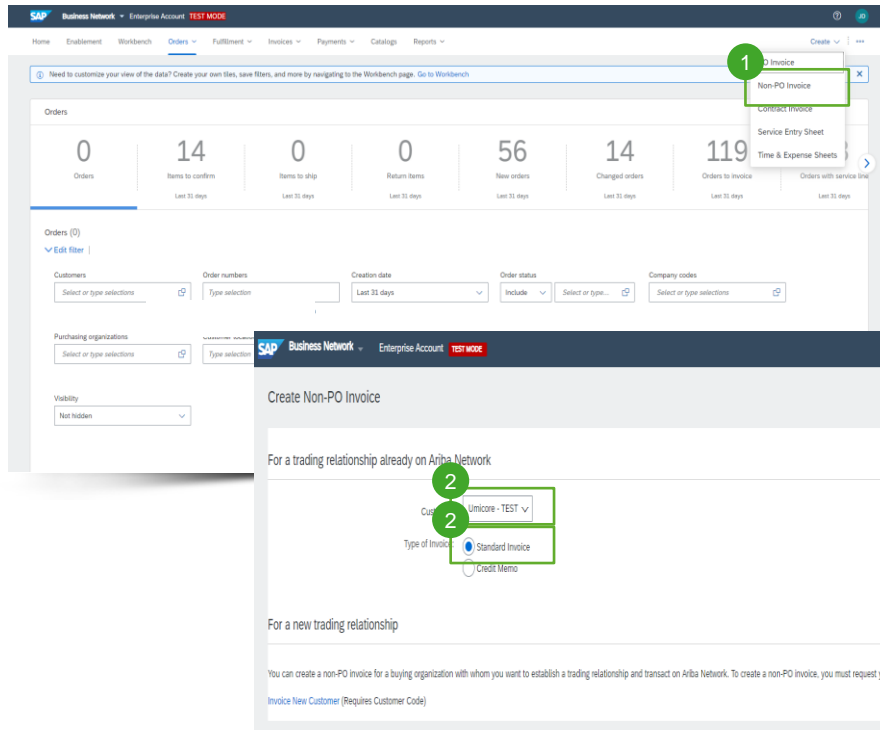 SAP Business Network Enterprise Account TEST MODE JD
Home Enablement Workbench Orders Fulfillment Invoices Payments Catalogs Reports Create
Need to customize your view of the data? Create your own tiles, save filters, and more by navigating to the Workbench page. Go to Workbench
1
O Invoice
Non-PO Invoice
Contract Invoice
Service Entry Sheet
Time & Expense Sheets
Orders
0 14 0 0 56 14 119
Orders Items to confirm Items to ship Return Items New orders Changed orders Orders to invoice Orders with service line
Last 31 days Last 31 days Last 31 days Last 31 days Last 31 days Last 31 days Last 31 days
Orders (0)
Edit filter
Customers Order numbers Creation date Order status Company codes
Select or type selections Type selection Last 31 days Include Select or type... Select or type selections
Purchasing organizations
Select or type selections Type selection
Visibility
Not hidden
SAP Business Network Enterprise Account TEST MODE
Create Non-PO Invoice
For a trading relationship already on Ariba Network
2
Cust Umicore - TEST
2
Type of Invoice: Standard Invoice
Credit Memo
For a new trading relationship
You can create a non-PO invoice for a buying organization with whom you want to establish a trading relationship and transact on Ariba Network. To create a non-PO invoice, you must request
Invoice New Customer (Requires Customer Code)